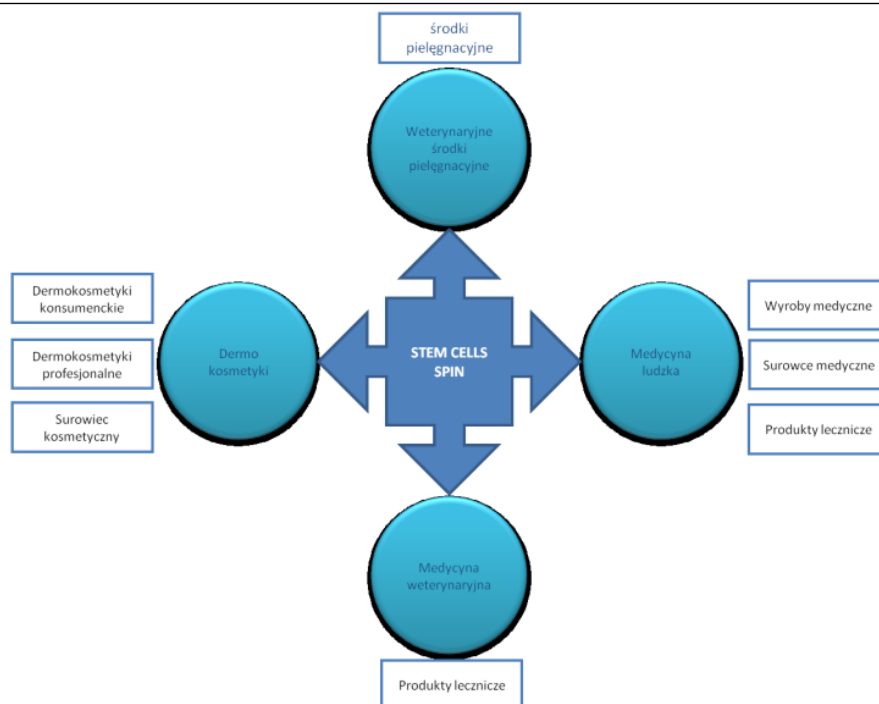 środki
pielęgnacyjne
Weterynaryjne
środki
pielęgnacyjne
Dermokosmetyki
konsumenckie
Dermokosmetyki
profesjonalne
Surowiec
kosmetyczny
Dermo
kosmetyki
STEM CELLS
SPIN
Medycyna
ludzka
Wyroby medyczne
Surowce medyczne
Produkty lecznicze
Medycyna
weterynaryjna
Produkty lecznicze